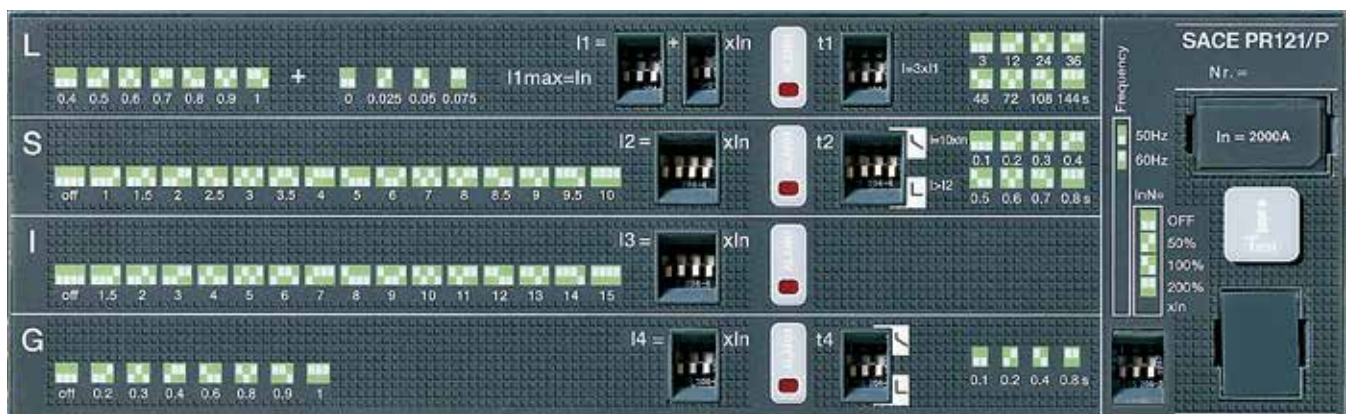 L
I1 = + xIn
t1
0.4 0.5 0.6 0.7 0.8 0.9 1
+
0 0.025 0.05 0.075
I1max=In
I=3xI1
3 12 24 36
48 72 108 144 s
S
I2 = xIn
t2
off 1 1.5 2 2.5 3 3.5 4 5 6 7 8 8.5 9 9.5 10
I=10xIn
I>I2
0.1 0.2 0.3 0.4
0.5 0.6 0.7 0.8 s
I
I3 = xIn
off 1.5 2 3 4 5 6 7 8 9 10 11 12 13 14 15
G
I4 = xIn
t4
off 0.2 0.3 0.4 0.6 0.8 0.9 1
0.1 0.2 0.4 0.8 s
Frequency
50Hz
60Hz
InN=
OFF
50%
100%
200%
xIn
SACE PR121/P
Nr. =
In = 2000A
i
Test